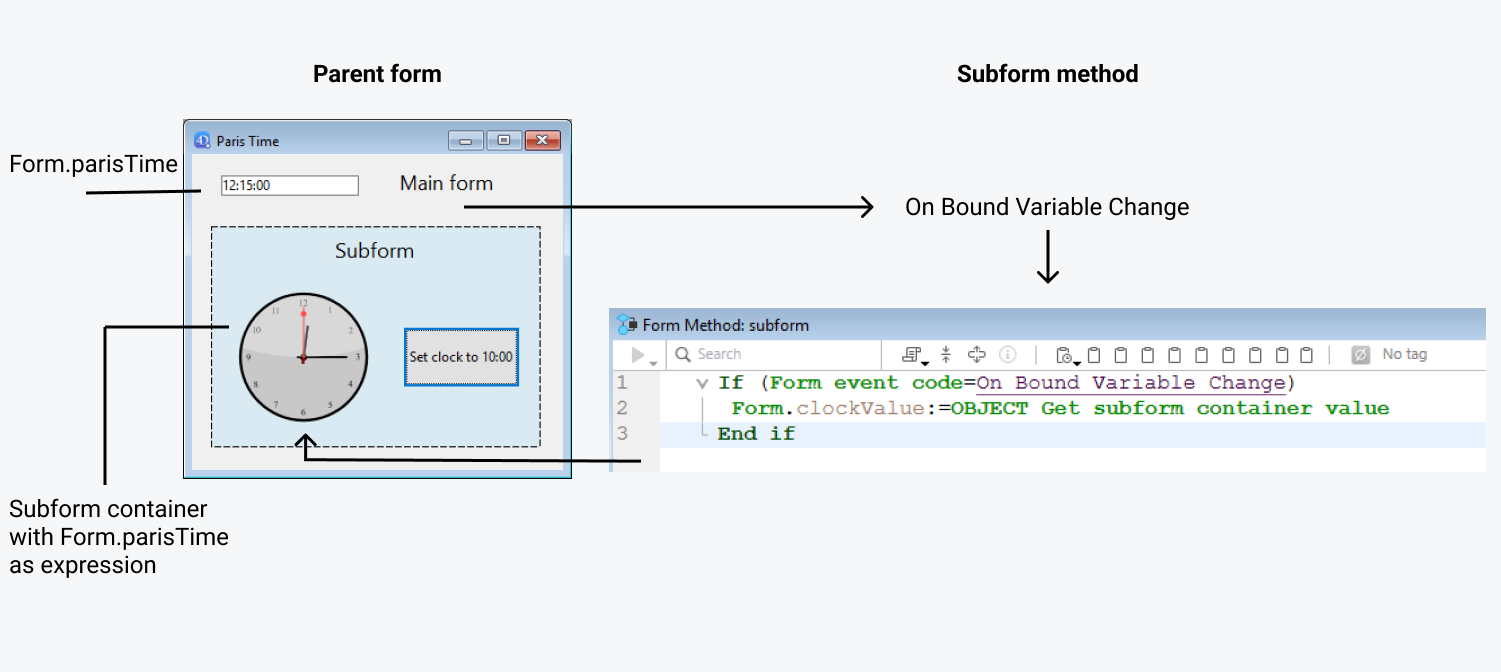 Parent form
Subform method
Paris Time
Form.parisTime
12:15:00
Main form
On Bound Variable Change
Subform
12
1
2
3
4
5
6
7
8
9
10
11
Set clock to 10:00
Form Method: subform
Search
No tag
1 If (Form event code=On Bound Variable Change)
2 Form.clockValue:=OBJECT Get subform container value
3 End if
Subform container
with Form.parisTime
as expression